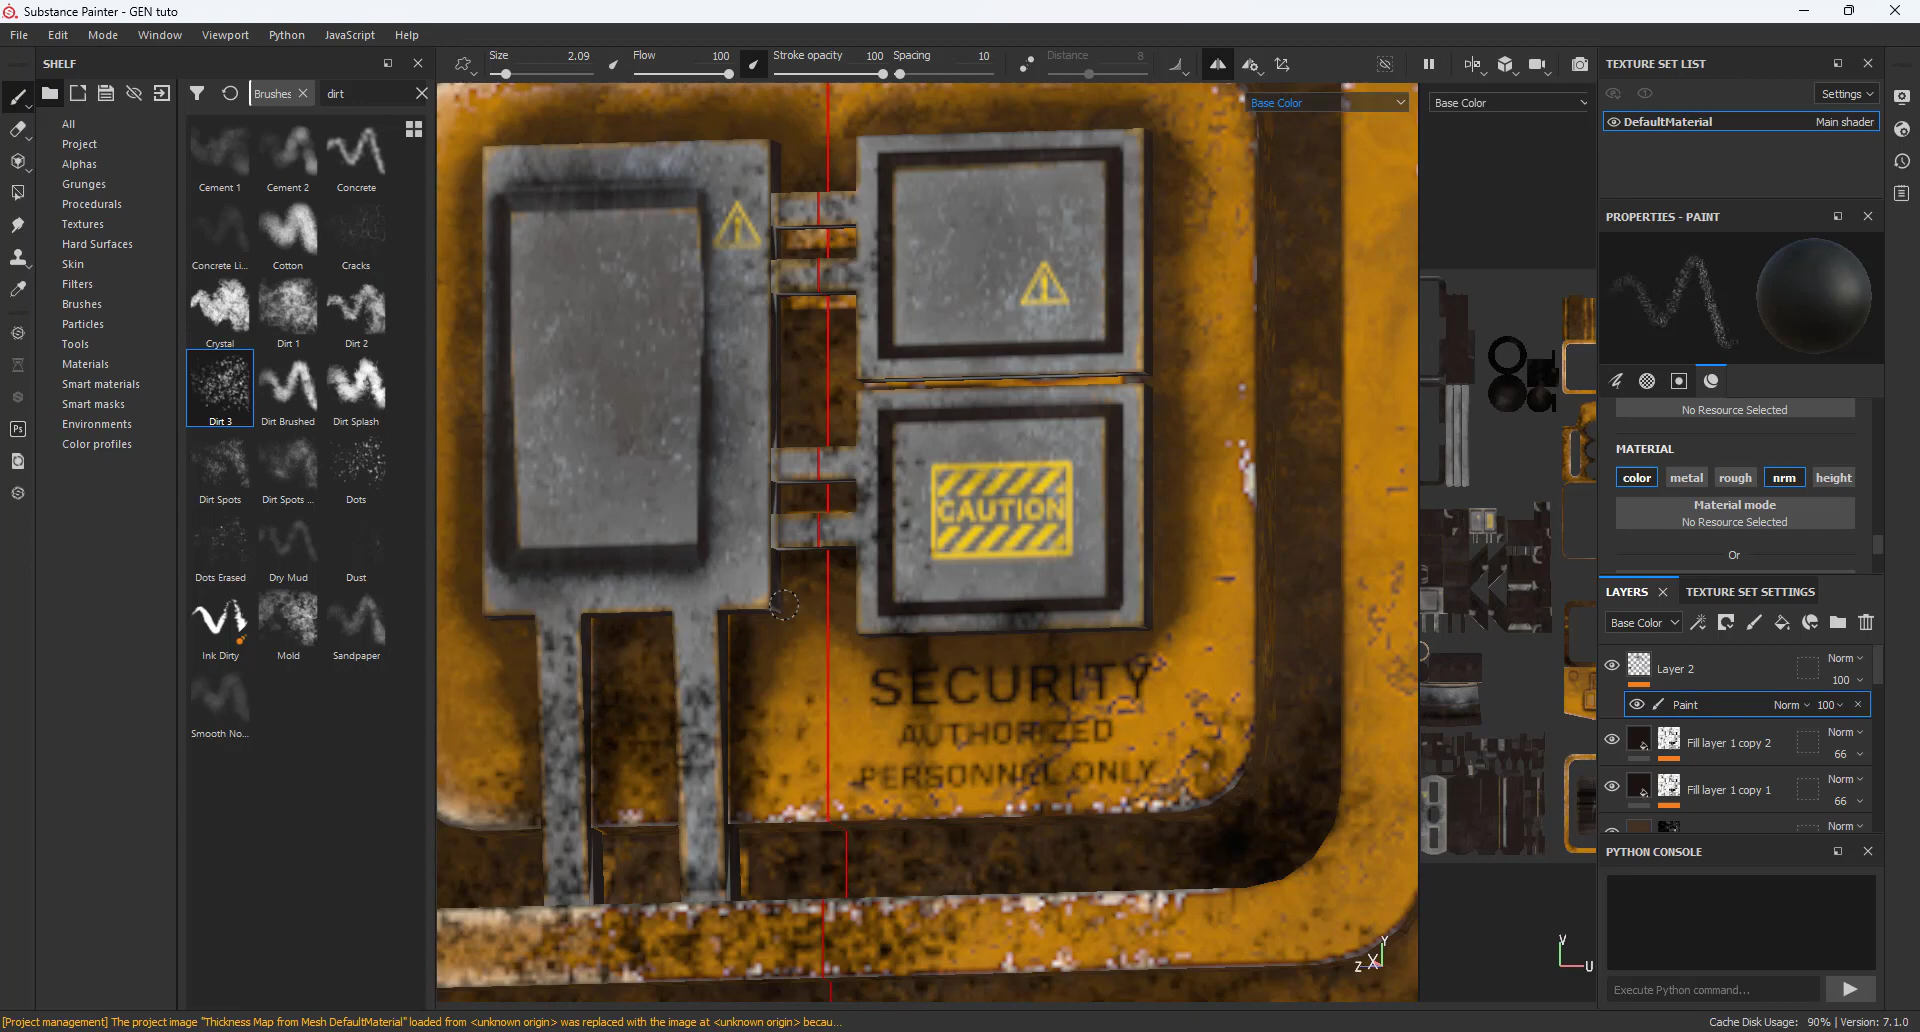 Substance Painter - GEN tuto
File Edit Mode Window Viewport Python JavaScript Help
SHELF
Size 2.09 Flow 100 Stroke opacity 100 Spacing 10 Distance 8
Brushes dirt
All
Project
Alphas
Grunges
Procedurals
Textures
Hard Surfaces
Skin
Filters
Brushes
Particles
Tools
Materials
Smart materials
Smart masks
Environments
Color profiles
Cement 1 Cement 2 Concrete
Concrete Li... Cotton Cracks
Crystal Dirt 1 Dirt 2
Dirt 3 Dirt Brushed Dirt Splash
Dirt Spots Dirt Spots ... Dots
Dots Erased Dry Mud Dust
Ink Dirty Mold Sandpaper
Smooth No...
Base Color
Base Color
CAUTION
SECURITY
AUTHORIZED
PERSONNEL ONLY
Y
Z X
V
U
TEXTURE SET LIST
Settings
DefaultMaterial Main shader
PROPERTIES - PAINT
No Resource Selected
MATERIAL
color metal rough nrm height
Material mode
No Resource Selected
Or
LAYERS TEXTURE SET SETTINGS
Base Color
Layer 2 Norm 100
Paint Norm 100
Fill layer 1 copy 2 Norm 66
Fill layer 1 copy 1 Norm 66
Norm
PYTHON CONSOLE
Execute Python command...
Ps
[Project management] The project image "Thickness Map from Mesh DefaultMaterial" loaded from <unknown origin> was replaced with the image at <unknown origin> becau...
Cache Disk Usage: 90% | Version: 7.1.0